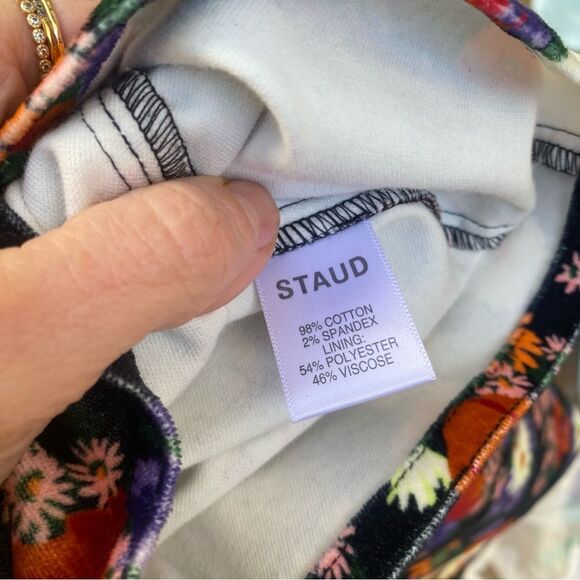 STAUD
98% COTTON
2% SPANDEX
LINING:
54% POLYESTER
46% VISCOSE